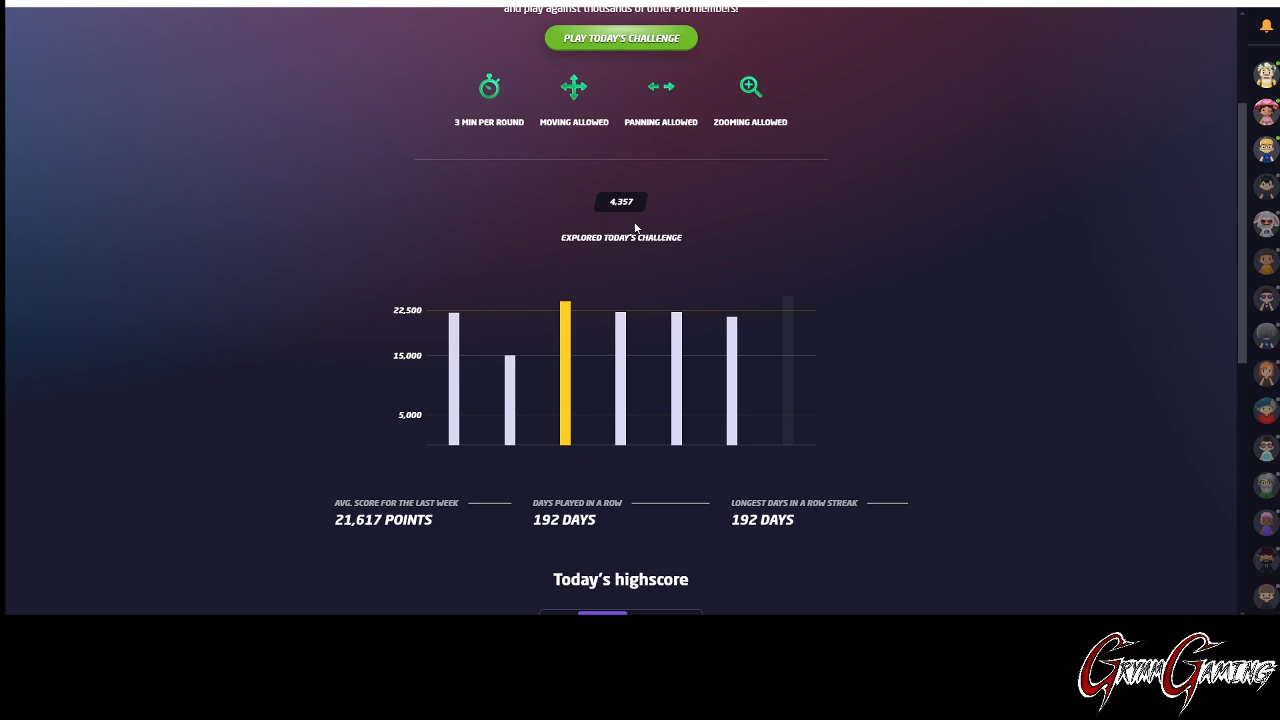 and play against thousands of other Pro members!
PLAY TODAY'S CHALLENGE
3 MIN PER ROUND
MOVING ALLOWED
PANNING ALLOWED
ZOOMING ALLOWED
4,357
EXPLORED TODAY'S CHALLENGE
22,500
15,000
5,000
AVG. SCORE FOR THE LAST WEEK
21,617 POINTS
DAYS PLAYED IN A ROW
192 DAYS
LONGEST DAYS IN A ROW STREAK
192 DAYS
Today's highscore
GRIMM GAMING